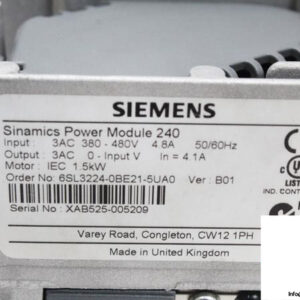 SIEMENS
Sinamics Power Module 240
Input : 3AC 380 - 480V 4.8A 50/60Hz
Output : 3AC 0 - Input V In = 4.1A
Motor : IEC 1.5kW
Order No: 6SL3224-0BE21-5UA0 Ver : B01
Serial No : XAB525-005209
IND. CONT
Varey Road, Congleton, CW12 1PH
Made in United Kingdom